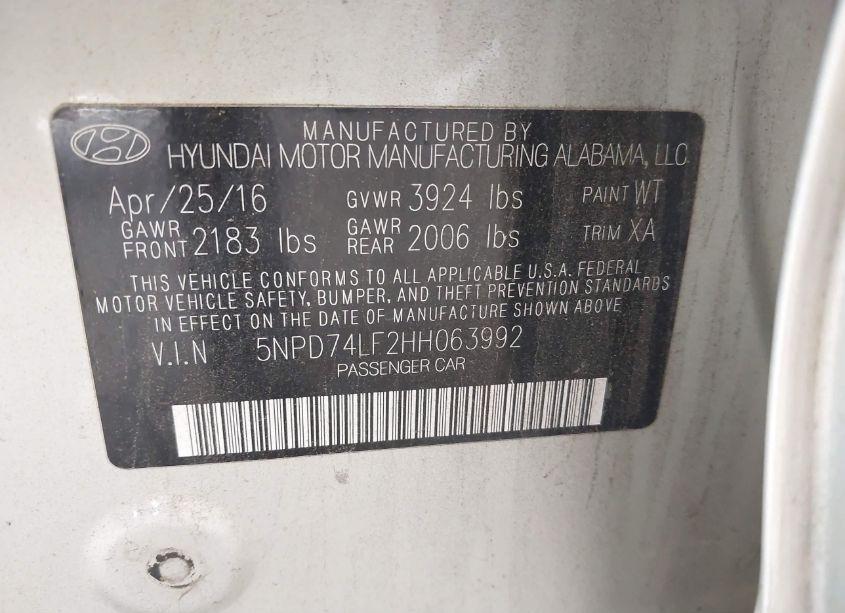 MANUFACTURED BY
HYUNDAI MOTOR MANUFACTURING ALABAMA, LLC
Apr/25/16 GVWR 3924 lbs PAINT WT
GAWR FRONT 2183 lbs GAWR REAR 2006 lbs TRIM XA
THIS VEHICLE CONFORMS TO ALL APPLICABLE U.S.A. FEDERAL
MOTOR VEHICLE SAFETY, BUMPER, AND THEFT PREVENTION STANDARDS
IN EFFECT ON THE DATE OF MANUFACTURE SHOWN ABOVE
V.I.N 5NPD74LF2HH063992
PASSENGER CAR